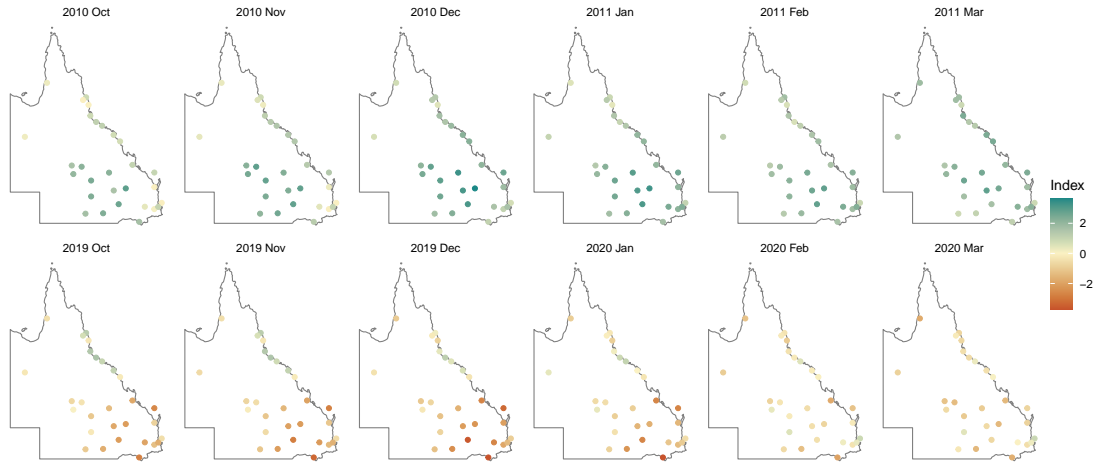 2010 Oct
2010 Nov
2010 Dec
2011 Jan
2011 Feb
2011 Mar
Index
2
0
−2
2019 Oct
2019 Nov
2019 Dec
2020 Jan
2020 Feb
2020 Mar